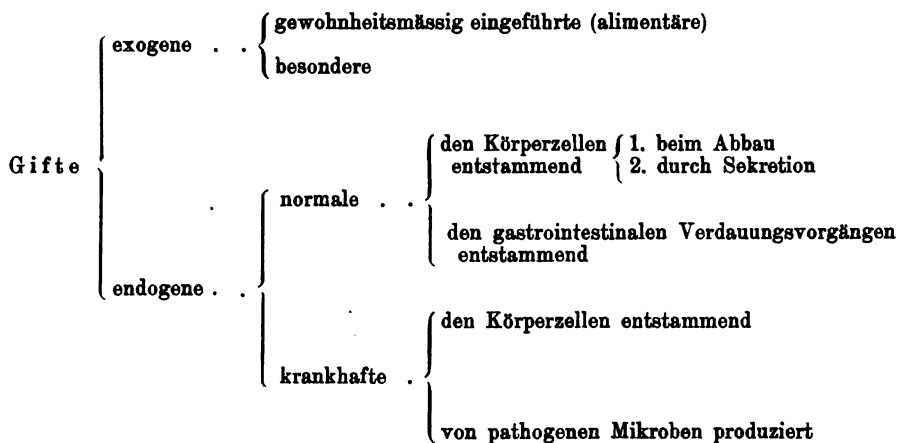 gewohnheitsmässig eingeführte (alimentäre)
exogene . .
besondere
den Körperzellen 1. beim Abbau
entstammend 2. durch Sekretion
Gifte
normale . .
den gastrointestinalen Verdauungsvorgängen
entstammend
endogene . .
den Körperzellen entstammend
krankhafte .
von pathogenen Mikroben produziert